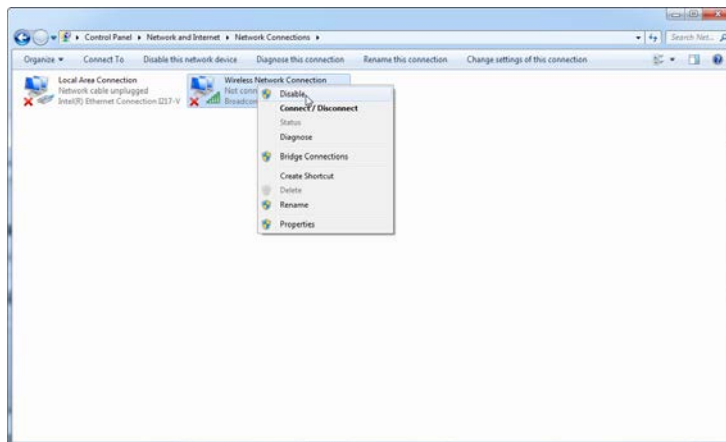 Control Panel ▸ Network and Internet ▸ Network Connections ▸
Search Net...
Organize
Connect To
Disable this network device
Diagnose this connection
Rename this connection
Change settings of this connection
Local Area Connection
Network cable unplugged
Intel(R) Ethernet Connection I217-V
Wireless Network Connection
Not conn
Broadcom
Disable
Connect / Disconnect
Status
Diagnose
Bridge Connections
Create Shortcut
Delete
Rename
Properties